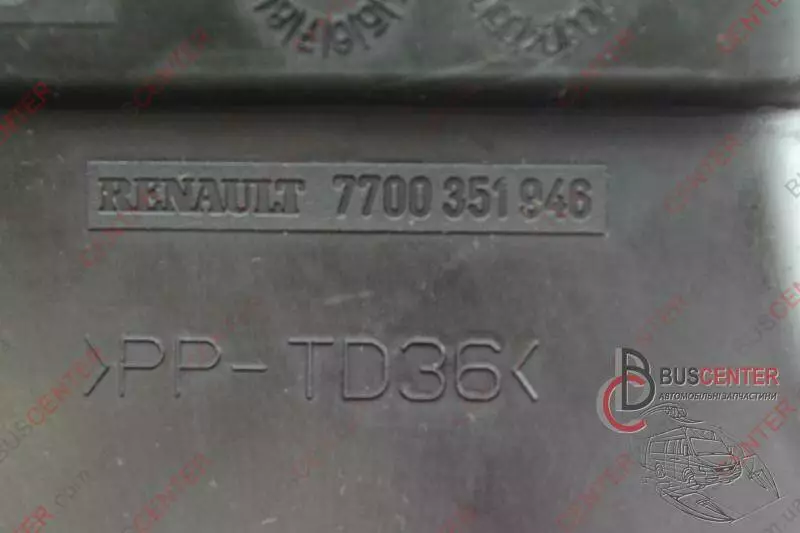 RENAULT 7700 351 946
>PP-TD36<
BUSCENTER
АВТОМОБІЛЬНІ ЗАПЧАСТИНИ